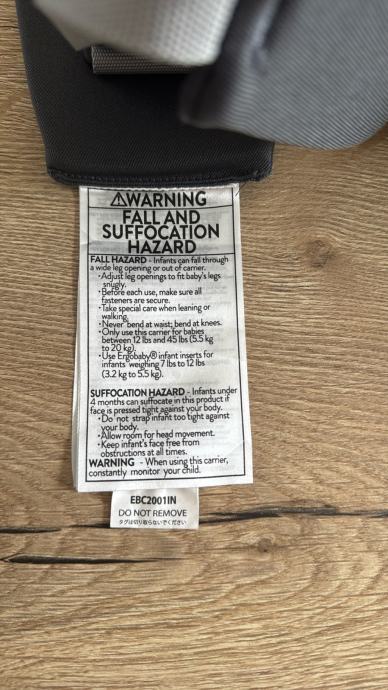 ⚠WARNING
FALL AND
SUFFOCATION
HAZARD
FALL HAZARD - Infants can fall through
a wide leg opening or out of carrier.
•Adjust leg openings to fit baby's legs
snugly.
•Before each use, make sure all
fasteners are secure.
•Take special care when leaning or
walking.
•Never bend at waist; bend at knees.
•Only use this carrier for babies
between 12 lbs and 45 lbs (5.5 kg
to 20 kg).
•Use Ergobaby® infant inserts for
infants weighing 7 lbs to 12 lbs
(3.2 kg to 5.5 kg).
SUFFOCATION HAZARD - Infants under
4 months can suffocate in this product if
face is pressed tight against your body.
•Do not strap infant too tight against
your body.
•Allow room for head movement.
•Keep infant's face free from
obstructions at all times.
WARNING - When using this carrier,
constantly monitor your child.
EBC2001IN
DO NOT REMOVE
タグは切り取らないでください